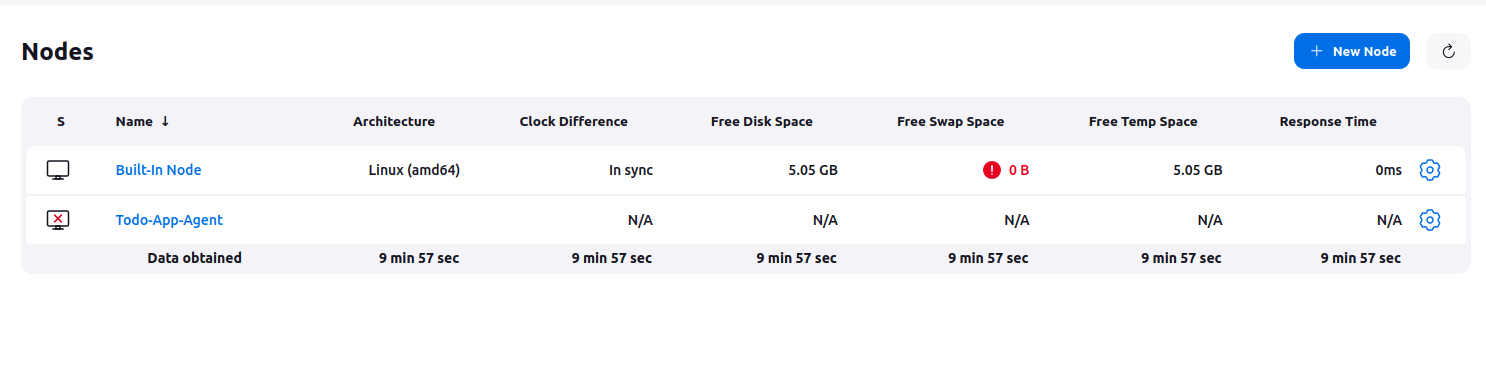 Nodes
+ New Node
S Name ↓ Architecture Clock Difference Free Disk Space Free Swap Space Free Temp Space Response Time
Built-In Node Linux (amd64) In sync 5.05 GB ! 0 B 5.05 GB 0ms
Todo-App-Agent N/A N/A N/A N/A N/A
Data obtained 9 min 57 sec 9 min 57 sec 9 min 57 sec 9 min 57 sec 9 min 57 sec 9 min 57 sec